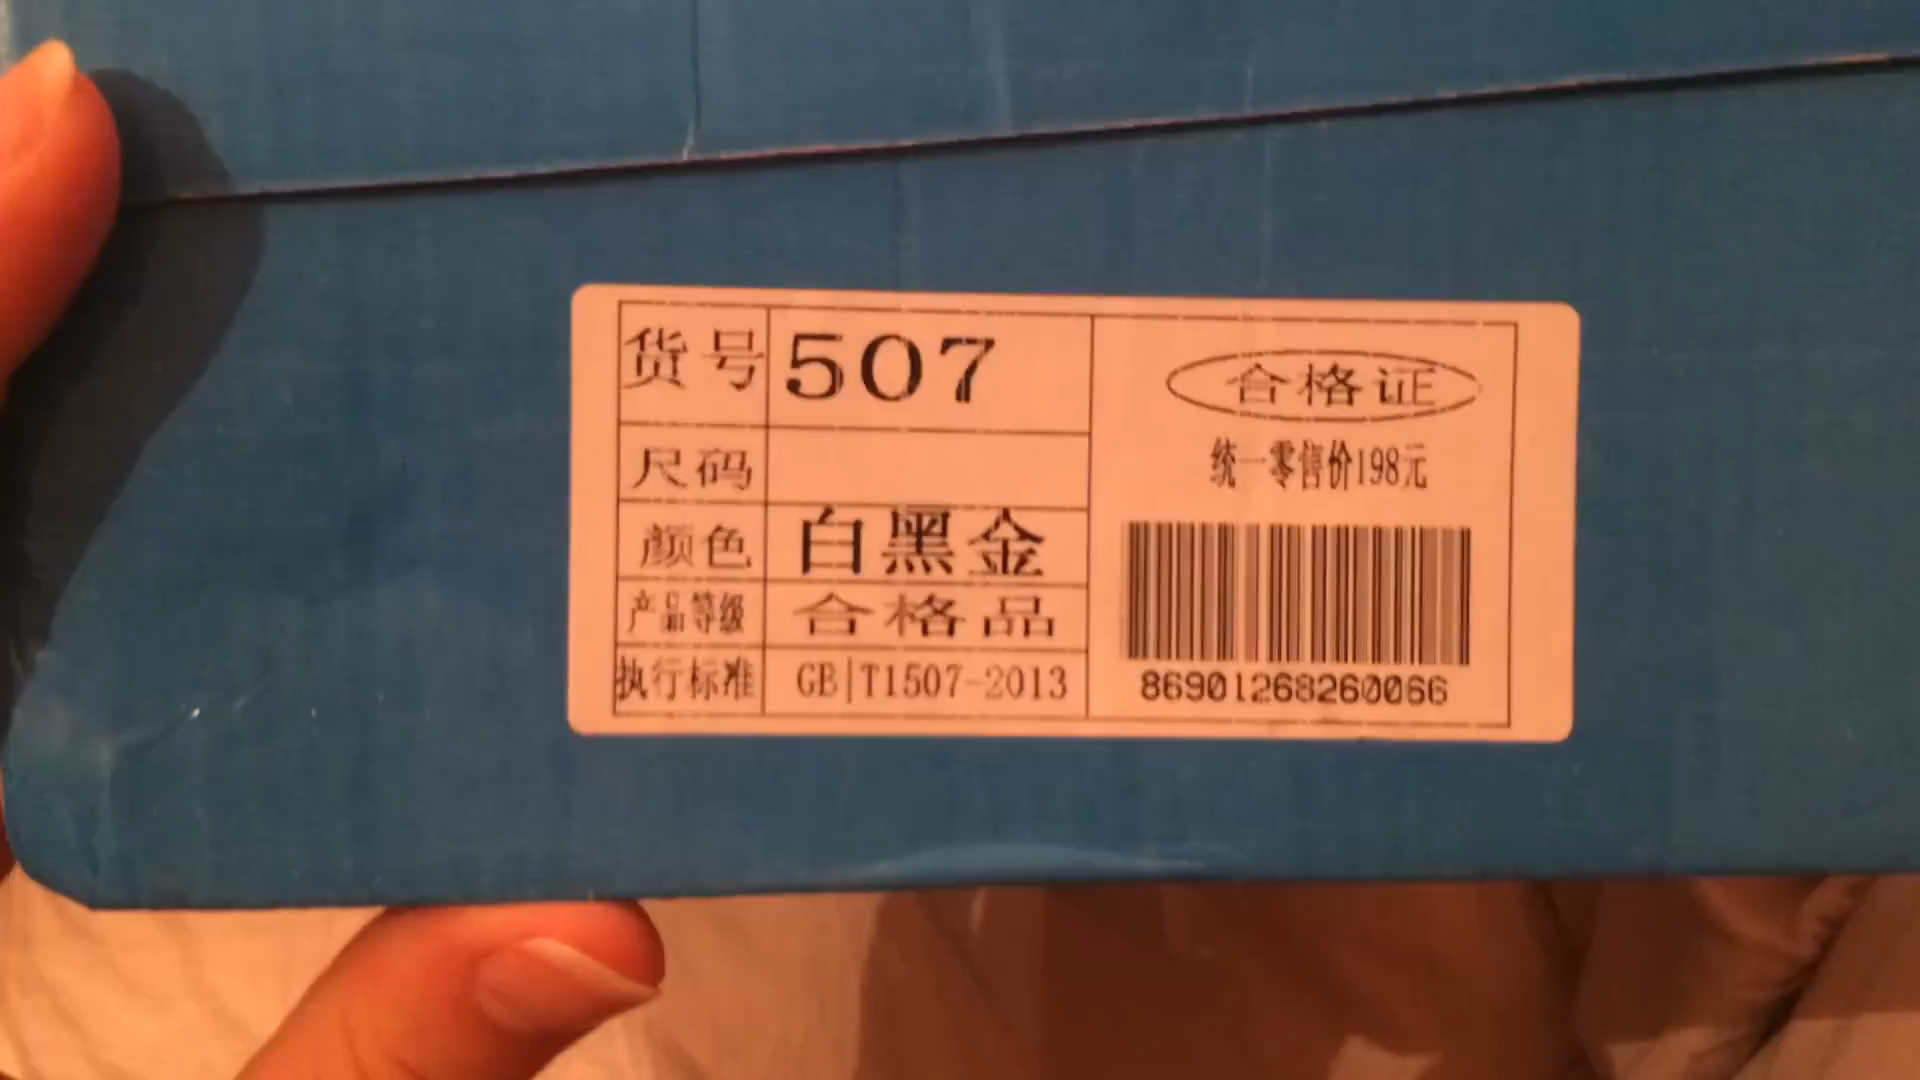 货号 507
尺码
颜色 白黑金
产品等级 合格品
执行标准 GB|T1507-2013
合格证
统一零售价198元
86901268260066